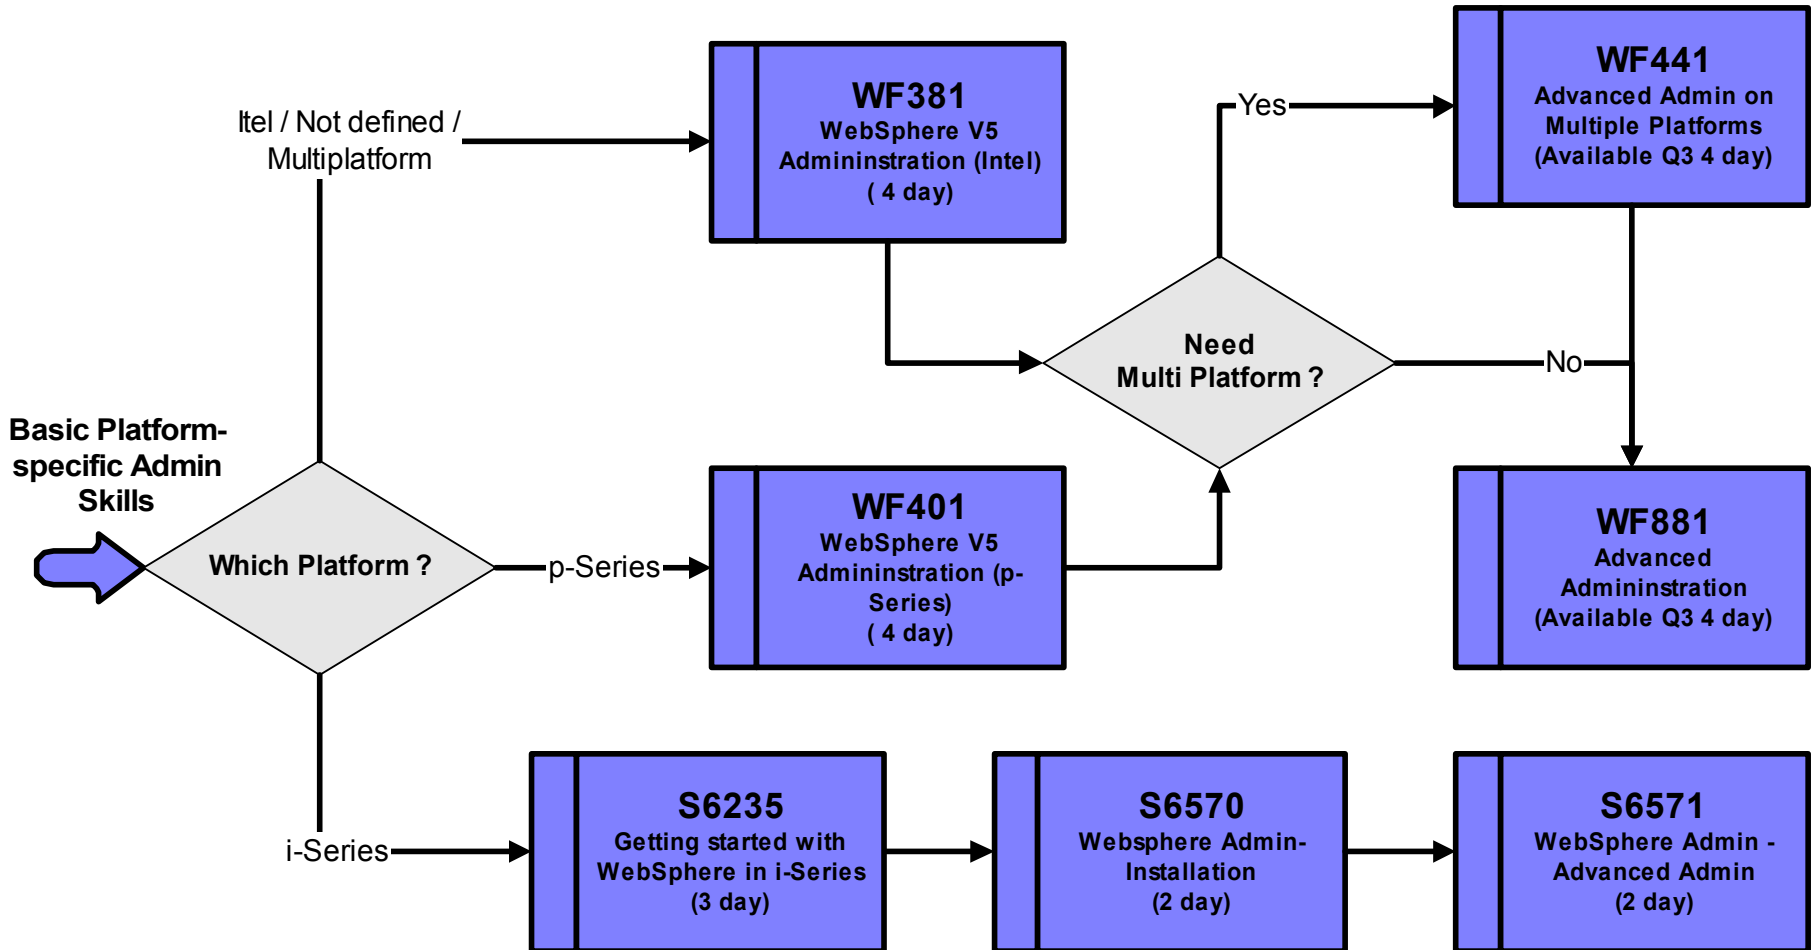 Itel / Not defined /
Multiplatform
WF381
WebSphere V5
Admininstration (Intel)
( 4 day)
Yes
WF441
Advanced Admin on
Multiple Platforms
(Available Q3 4 day)
Need
Multi Platform ?
No
Basic Platform-
specific Admin
Skills
Which Platform ?
p-Series
WF401
WebSphere V5
Admininstration (p-
Series)
( 4 day)
WF881
Advanced
Admininstration
(Available Q3 4 day)
i-Series
S6235
Getting started with
WebSphere in i-Series
(3 day)
S6570
Websphere Admin-
Installation
(2 day)
S6571
WebSphere Admin -
Advanced Admin
(2 day)